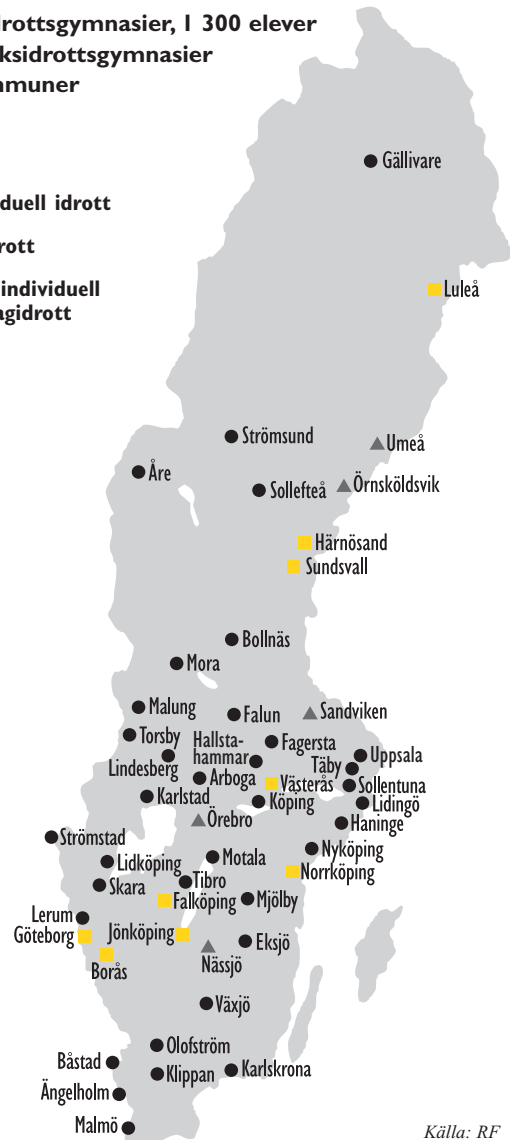 drottsgymnasier, 1 300 elever
ksidrottsgymnasier
mmuner
duell idrott
rott
individuell
agidrott
Gällivare
Luleå
Strömsund
Umeå
Åre
Sollefteå
Örnsköldsvik
Härnösand
Sundsvall
Bollnäs
Mora
Malung
Falun
Sandviken
Torsby
Hallsta-
hammar
Fagersta
Uppsala
Lindesberg
Täby
Arboga
Västerås
Sollentuna
Karlstad
Köping
Lidingö
Örebro
Haninge
Strömstad
Nyköping
Lidköping
Motala
Norrköping
Skara
Tibro
Falköping
Mjölby
Lerum
Göteborg
Jönköping
Eksjö
Borås
Nässjö
Växjö
Olofström
Båstad
Klippan
Karlskrona
Ängelholm
Malmö
Källa: RF